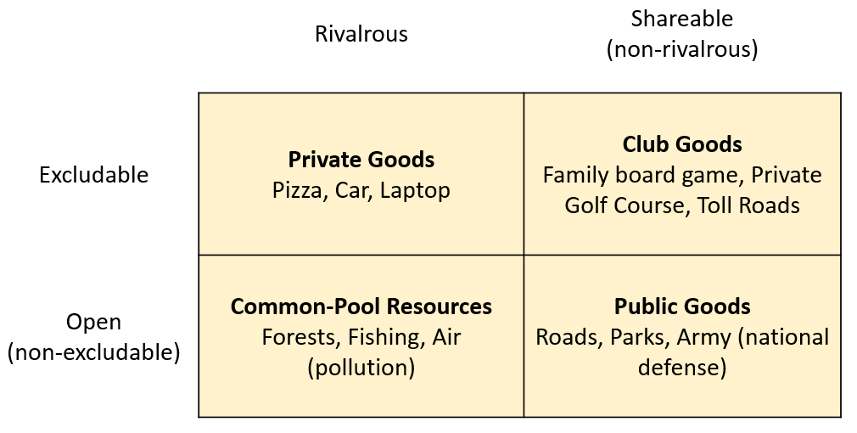 Rivalrous
Shareable
(non-rivalrous)
Excludable
Private Goods
Pizza, Car, Laptop
Club Goods
Family board game, Private
Golf Course, Toll Roads
Open
(non-excludable)
Common-Pool Resources
Forests, Fishing, Air
(pollution)
Public Goods
Roads, Parks, Army (national
defense)